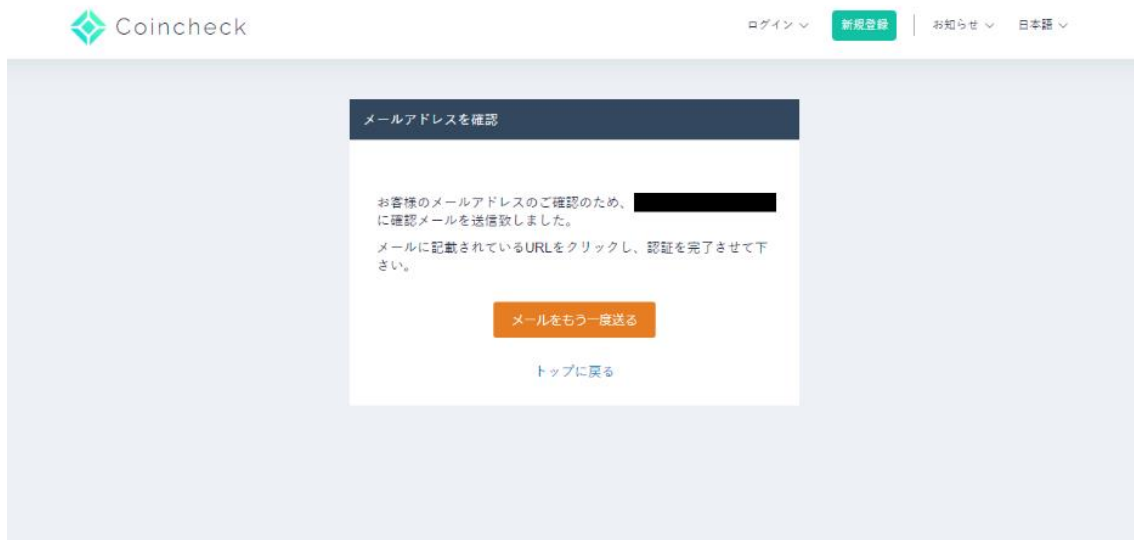 Coincheck
ログイン
新規登録
お知らせ
日本語
メールアドレスを確認
お客様のメールアドレスのご確認のため、
に確認メールを送信致しました。
メールに記載されているURLをクリックし、認証を完了させて下
さい。
メールをもう一度送る
トップに戻る